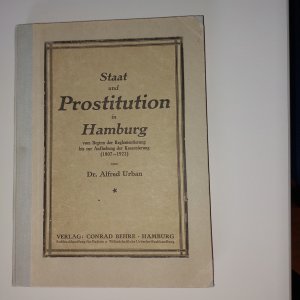 Staat
und
Prostitution
in
Hamburg
vom Beginn der Reglementierung
bis zur Aufhebung der Kasernierung
(1807—1922)
von
Dr. Alfred Urban
VERLAG: CONRAD BEHRE - HAMBURG